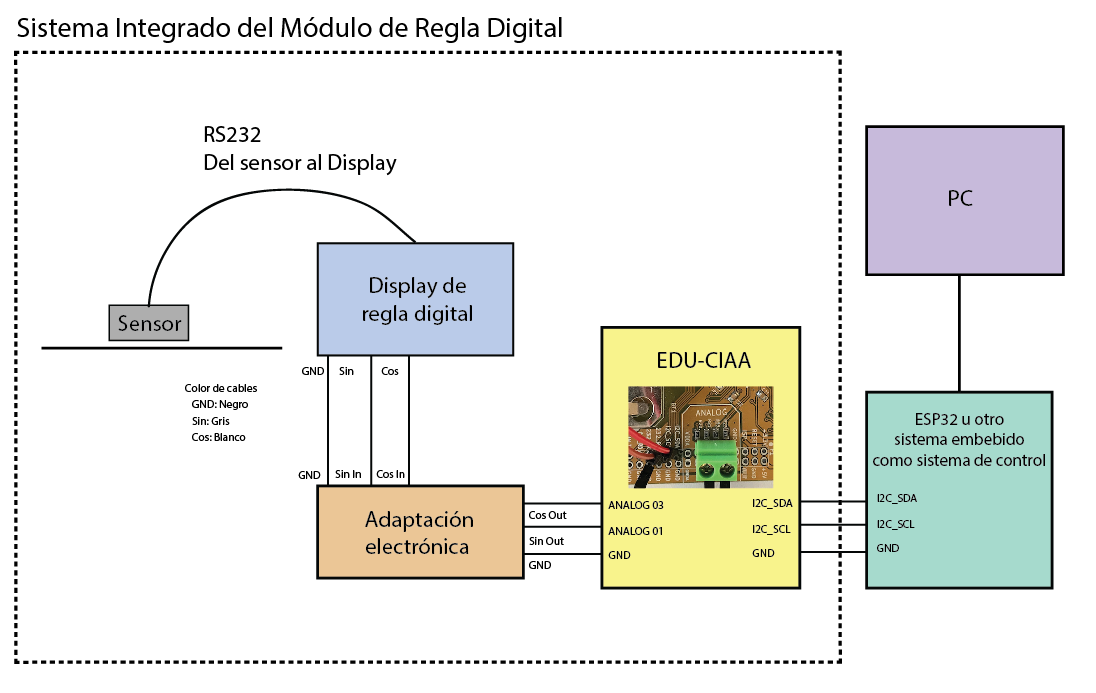 Sistema Integrado del Módulo de Regla Digital
RS232
Del sensor al Display
Sensor
Color de cables
GND: Negro
Sin: Gris
Cos: Blanco
Display de
regla digital
GND
Sin
Cos
GND
Sin In
Cos In
Adaptación
electrónica
Cos Out
Sin Out
GND
EDU-CIAA
ANALOG
ANALOG 03
ANALOG 01
GND
I2C_SDA
I2C_SCL
GND
PC
ESP32 u otro
sistema embebido
como sistema de control
I2C_SDA
I2C_SCL
GND